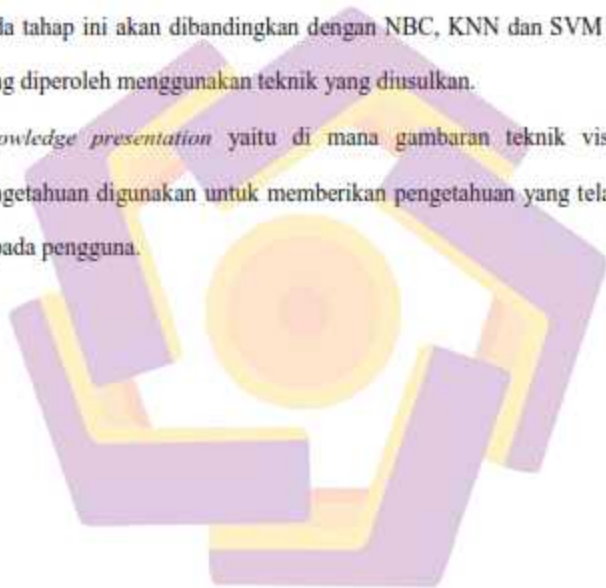 da tahap ini akan dibandingkan dengan NBC, KNN dan SVM
ng diperoleh menggunakan teknik yang diusulkan.
owledge presentation yaitu di mana gambaran teknik vis
ngetahuan digunakan untuk memberikan pengetahuan yang tela
pada pengguna.